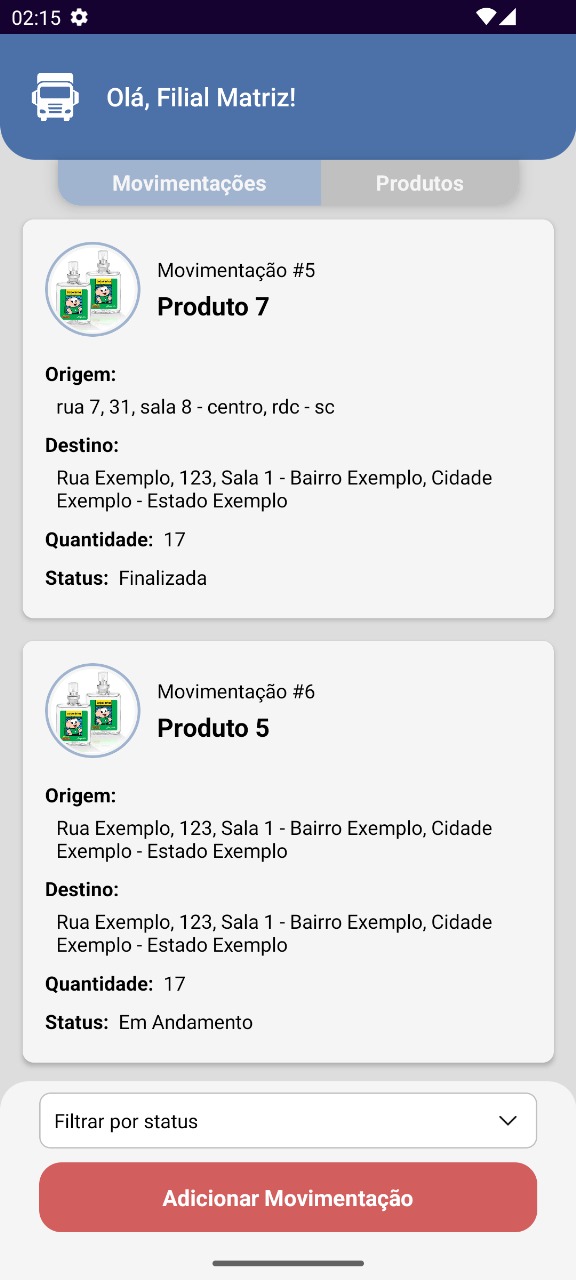 02:15
Olá, Filial Matriz!
Movimentações Produtos
Movimentação #5
Produto 7
Origem:
rua 7, 31, sala 8 - centro, rdc - sc
Destino:
Rua Exemplo, 123, Sala 1 - Bairro Exemplo, Cidade
Exemplo - Estado Exemplo
Quantidade: 17
Status: Finalizada
Movimentação #6
Produto 5
Origem:
Rua Exemplo, 123, Sala 1 - Bairro Exemplo, Cidade
Exemplo - Estado Exemplo
Destino:
Rua Exemplo, 123, Sala 1 - Bairro Exemplo, Cidade
Exemplo - Estado Exemplo
Quantidade: 17
Status: Em Andamento
Filtrar por status
Adicionar Movimentação